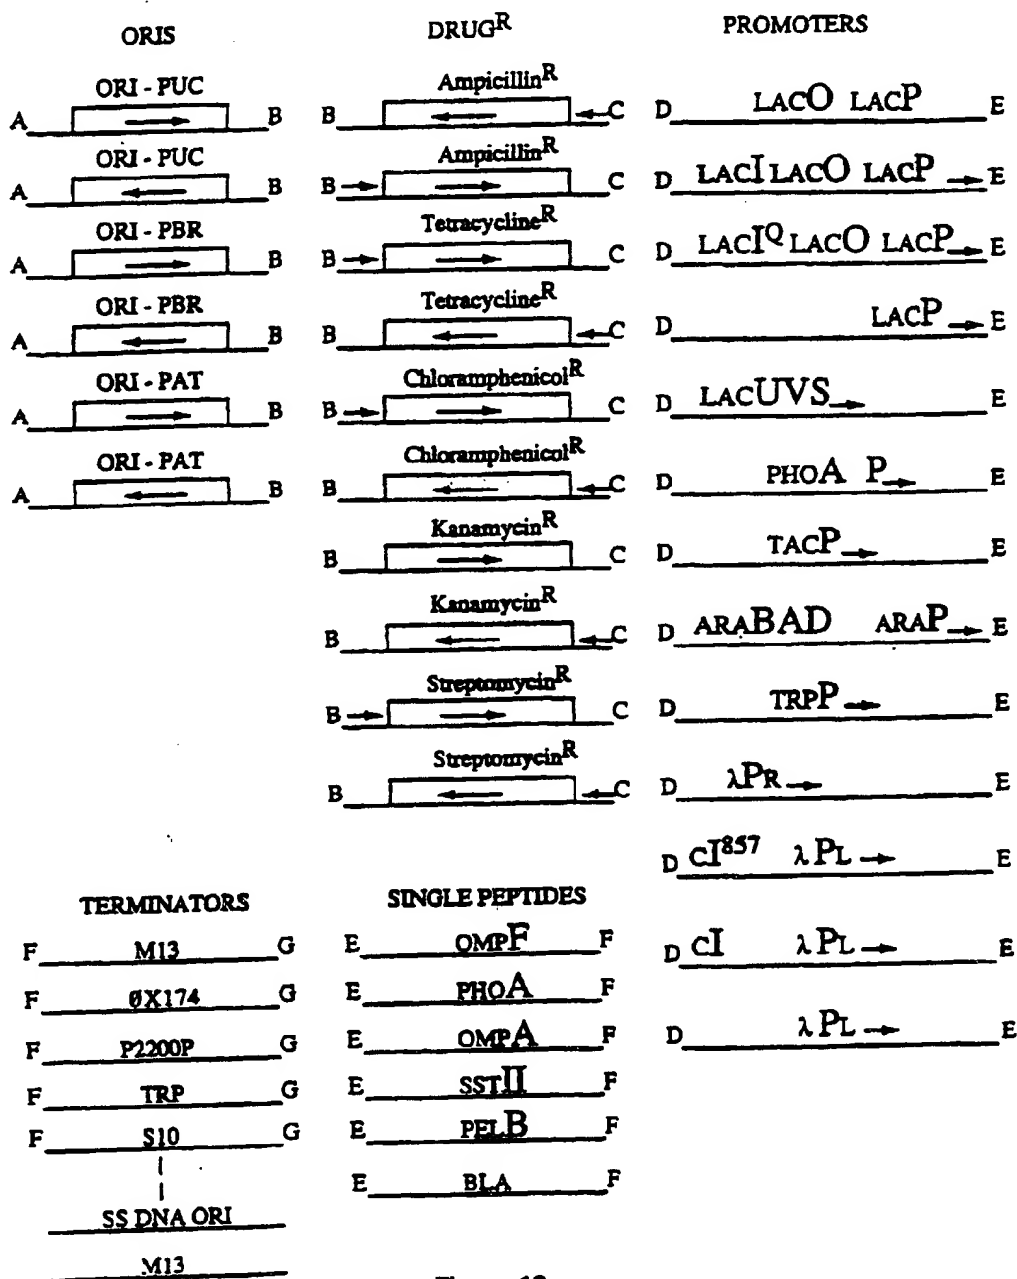 ORIS
ORI - PUC
A B
ORI - PUC
A B
ORI - PBR
A B
ORI - PBR
A B
ORI - PAT
A B
ORI - PAT
A B
DRUGR
AmpicillinR
B C
AmpicillinR
B C
TetracyclineR
B C
TetracyclineR
B C
ChloramphenicolR
B C
ChloramphenicolR
B C
KanamycinR
B C
KanamycinR
B C
StreptomycinR
B C
StreptomycinR
B C
PROMOTERS
D LACO LACP E
D LACI LACO LACP E
D LACIQ LACO LACP E
D LACP E
D LACUVS E
D PHOA P E
D TACP E
D ARABAD ARAP E
D TRPP E
D λPR E
D CI857 λ PL E
D CI λ PL E
D λ PL E
TERMINATORS
F M13 G
F ØX174 G
F P2200P G
F TRP G
F S10 G
SS DNA ORI
M13
SINGLE PEPTIDES
E OMPF F
E PHOA F
E OMPA F
E SSTII F
E PELB F
E BLA F